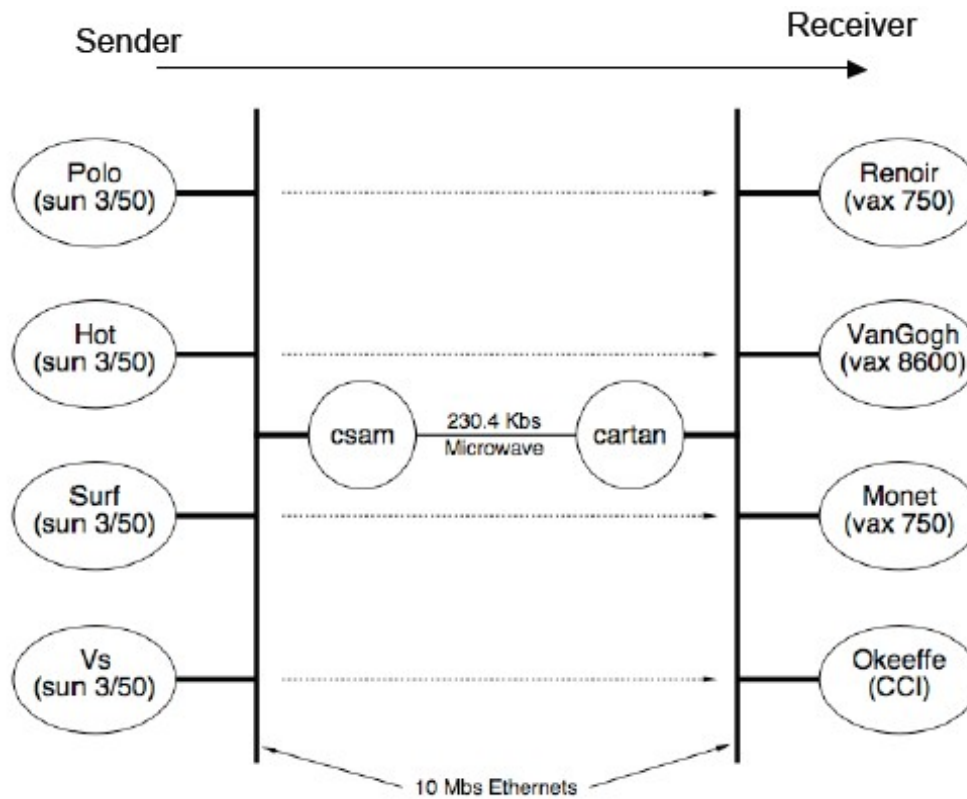 Sender
Receiver
Polo
(sun 3/50)
Renoir
(vax 750)
Hot
(sun 3/50)
VanGogh
(vax 8600)
csam
230.4 Kbs
Microwave
cartan
Surf
(sun 3/50)
Monet
(vax 750)
Vs
(sun 3/50)
Okeeffe
(CCI)
10 Mbs Ethernets